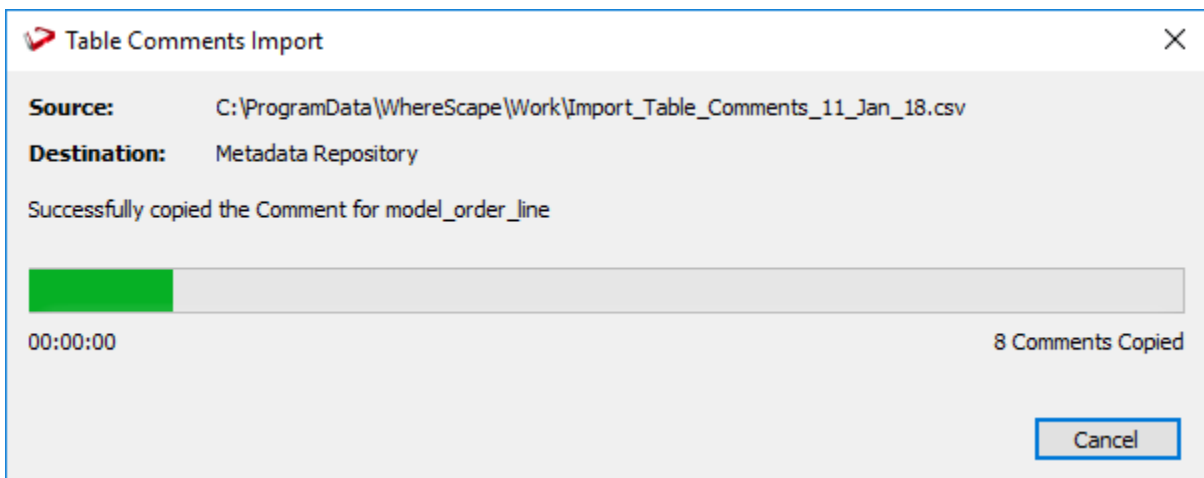 Table Comments Import
Source: C:\ProgramData\WhereScape\Work\Import_Table_Comments_11_Jan_18.csv
Destination: Metadata Repository
Successfully copied the Comment for model_order_line
00:00:00 8 Comments Copied
Cancel